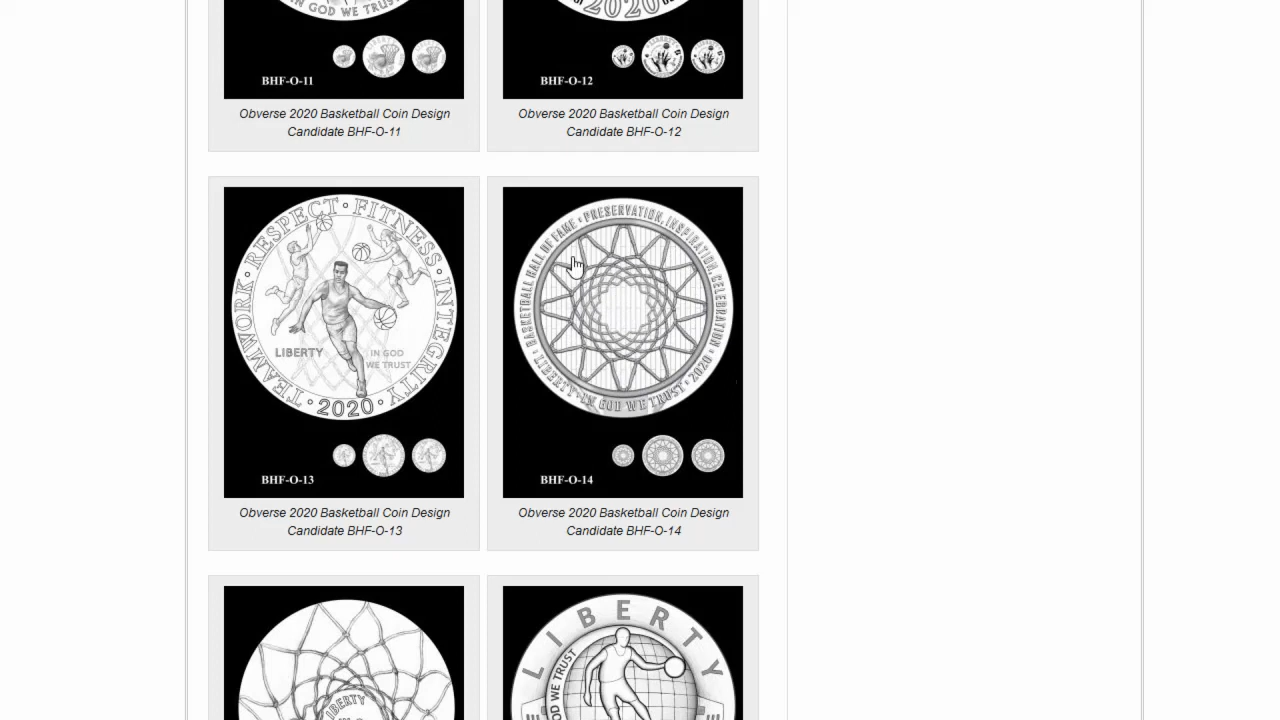 IN GOD WE TRUST
2020
BHF-O-11
BHF-O-12
Obverse 2020 Basketball Coin Design
Candidate BHF-O-11
Obverse 2020 Basketball Coin Design
Candidate BHF-O-12
TEAMWORK · RESPECT · FITNESS · INTEGRITY · 2020 ·
LIBERTY
IN GOD
WE TRUST
BHF-O-13
BASKETBALL HALL OF FAME · PRESERVATION, INSPIRATION, CELEBRATION · 2020
· LIBERTY · IN GOD WE TRUST ·
BHF-O-14
Obverse 2020 Basketball Coin Design
Candidate BHF-O-13
Obverse 2020 Basketball Coin Design
Candidate BHF-O-14
LIBERTY
LIBERTY
WE TRUST